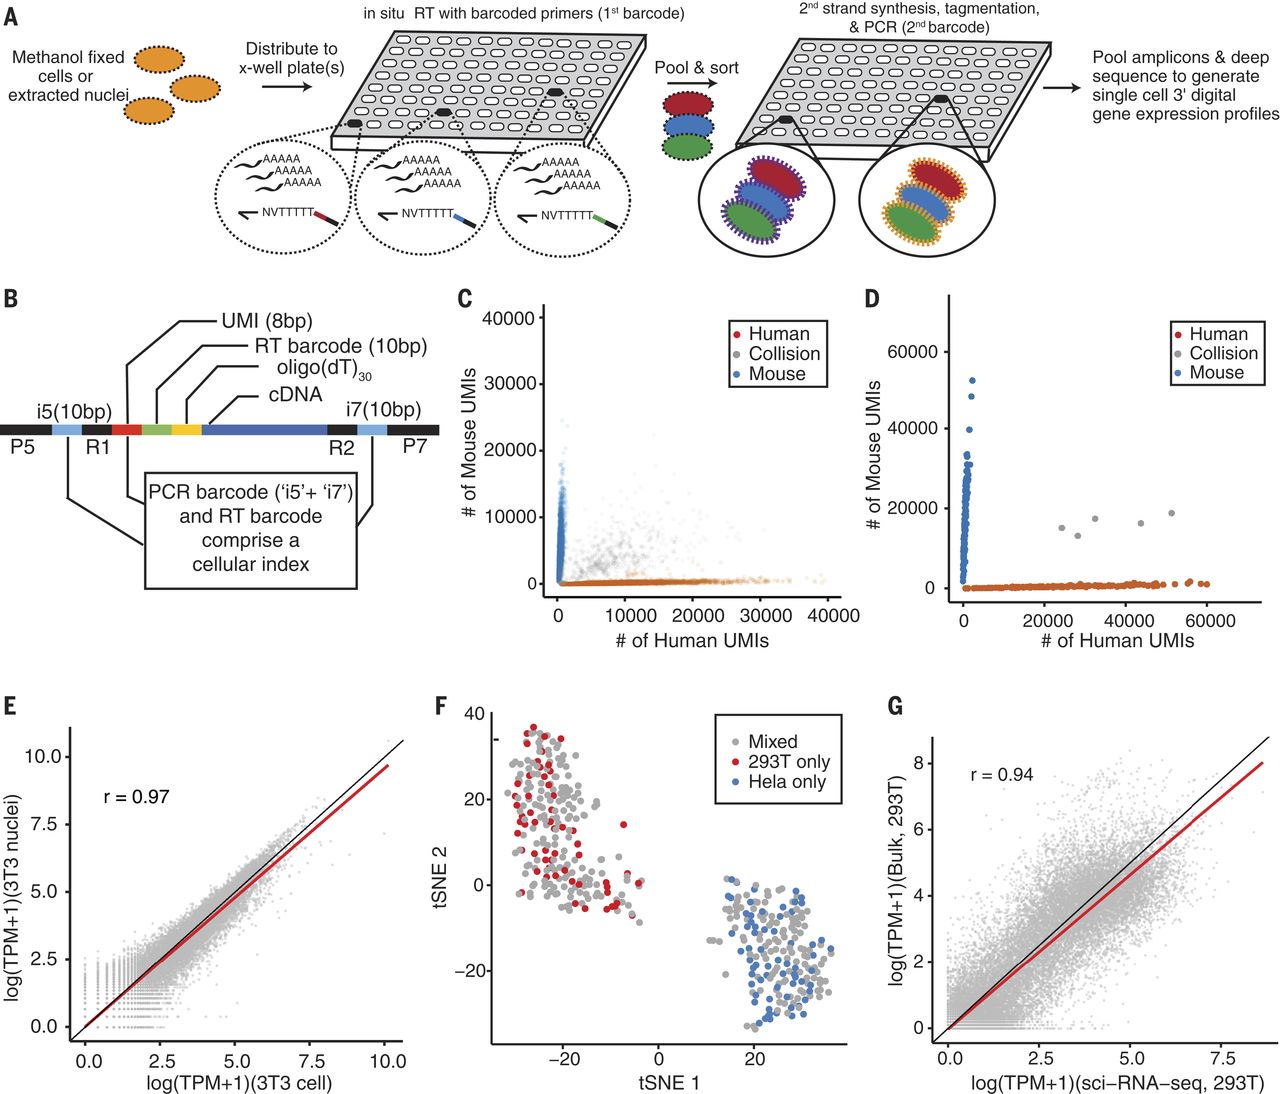 A
Methanol fixed
cells or
extracted nuclei
Distribute to
x-well plate(s)
in situ RT with barcoded primers (1st barcode)
AAAAA
AAAAA
AAAAA
NVTTTTT
AAAAA
AAAAA
AAAAA
NVTTTTT
AAAAA
AAAAA
AAAAA
NVTTTTT
Pool & sort
2nd strand synthesis, tagmentation,
& PCR (2nd barcode)
Pool amplicons & deep
sequence to generate
single cell 3' digital
gene expression profiles
B
UMI (8bp)
RT barcode (10bp)
oligo(dT)30
cDNA
i5(10bp)
i7(10bp)
P5
R1
R2
P7
PCR barcode ('i5'+ 'i7')
and RT barcode
comprise a
cellular index
C
40000
30000
20000
10000
0
# of Mouse UMIs
Human
Collision
Mouse
0 10000 20000 30000 40000
# of Human UMIs
D
60000
40000
20000
0
# of Mouse UMIs
Human
Collision
Mouse
0 20000 40000 60000
# of Human UMIs
E
10.0
7.5
5.0
2.5
0.0
log(TPM+1)(3T3 nuclei)
r = 0.97
0.0 2.5 5.0 7.5 10.0
log(TPM+1)(3T3 cell)
F
40
20
0
−20
tSNE 2
Mixed
293T only
Hela only
−20 0 20
tSNE 1
G
8
6
4
2
0
log(TPM+1)(Bulk, 293T)
r = 0.94
0.0 2.5 5.0 7.5
log(TPM+1)(sci−RNA−seq, 293T)